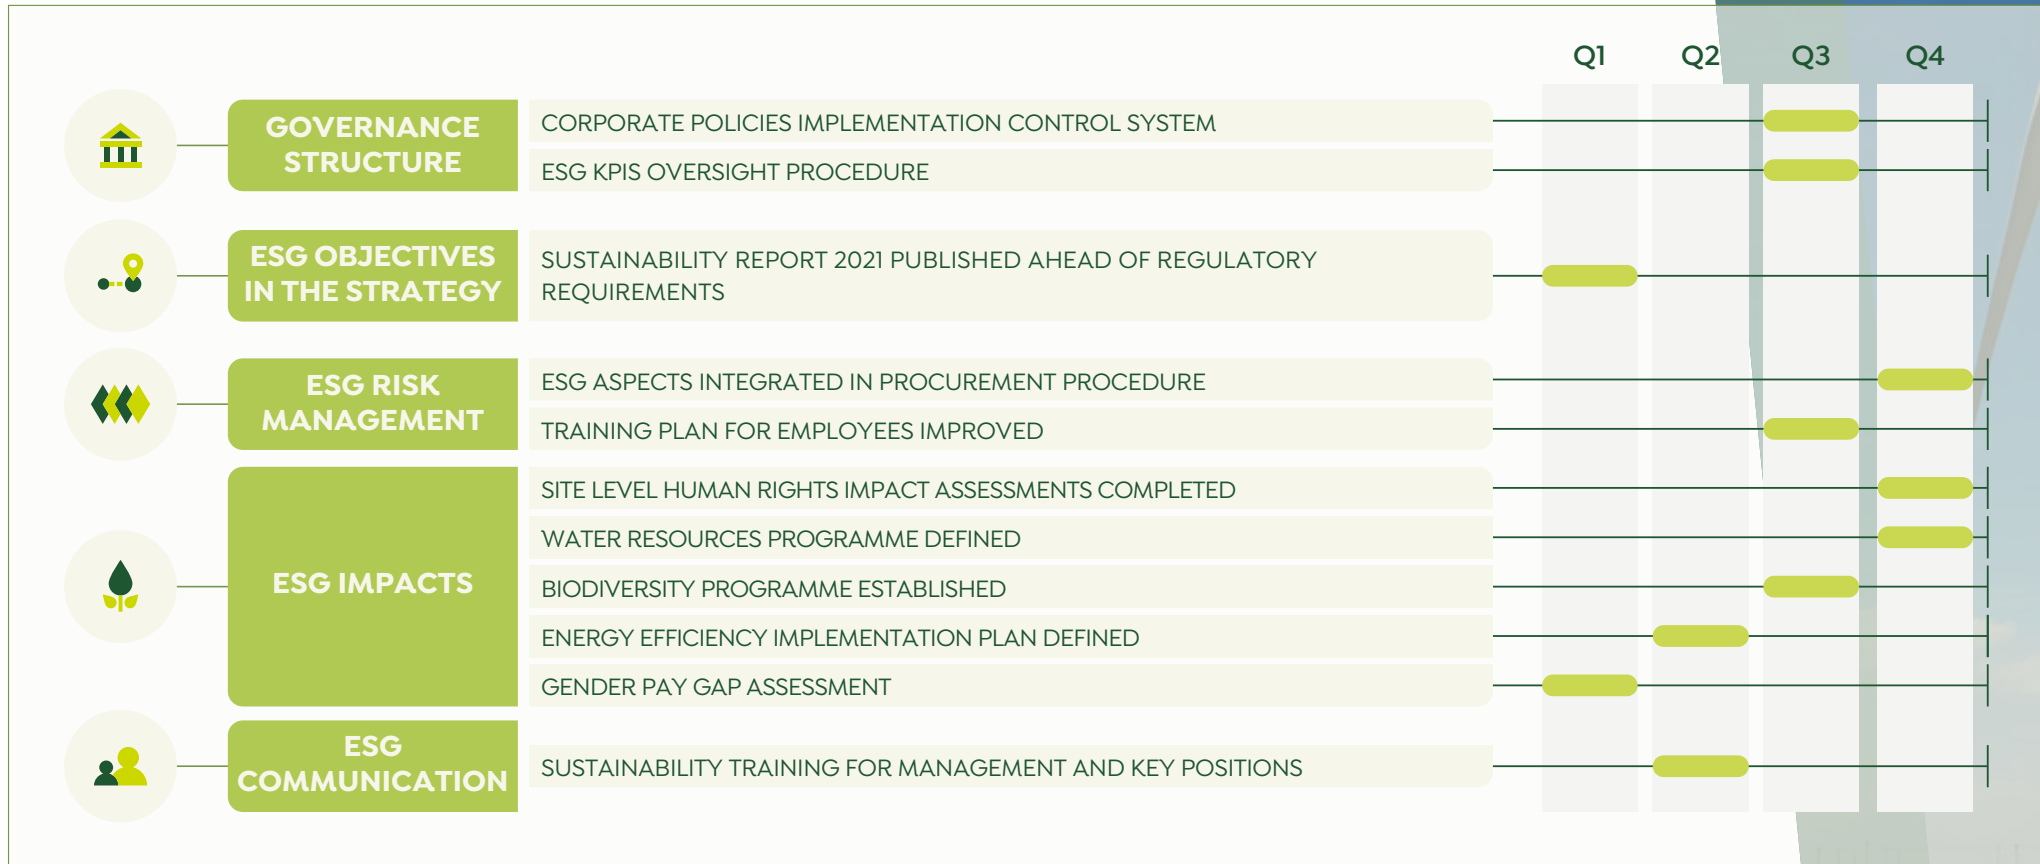 Q1 Q2 Q3 Q4
GOVERNANCE
STRUCTURE
CORPORATE POLICIES IMPLEMENTATION CONTROL SYSTEM
ESG KPIS OVERSIGHT PROCEDURE
ESG OBJECTIVES
IN THE STRATEGY
SUSTAINABILITY REPORT 2021 PUBLISHED AHEAD OF REGULATORY
REQUIREMENTS
ESG RISK
MANAGEMENT
ESG ASPECTS INTEGRATED IN PROCUREMENT PROCEDURE
TRAINING PLAN FOR EMPLOYEES IMPROVED
ESG IMPACTS
SITE LEVEL HUMAN RIGHTS IMPACT ASSESSMENTS COMPLETED
WATER RESOURCES PROGRAMME DEFINED
BIODIVERSITY PROGRAMME ESTABLISHED
ENERGY EFFICIENCY IMPLEMENTATION PLAN DEFINED
GENDER PAY GAP ASSESSMENT
ESG
COMMUNICATION
SUSTAINABILITY TRAINING FOR MANAGEMENT AND KEY POSITIONS